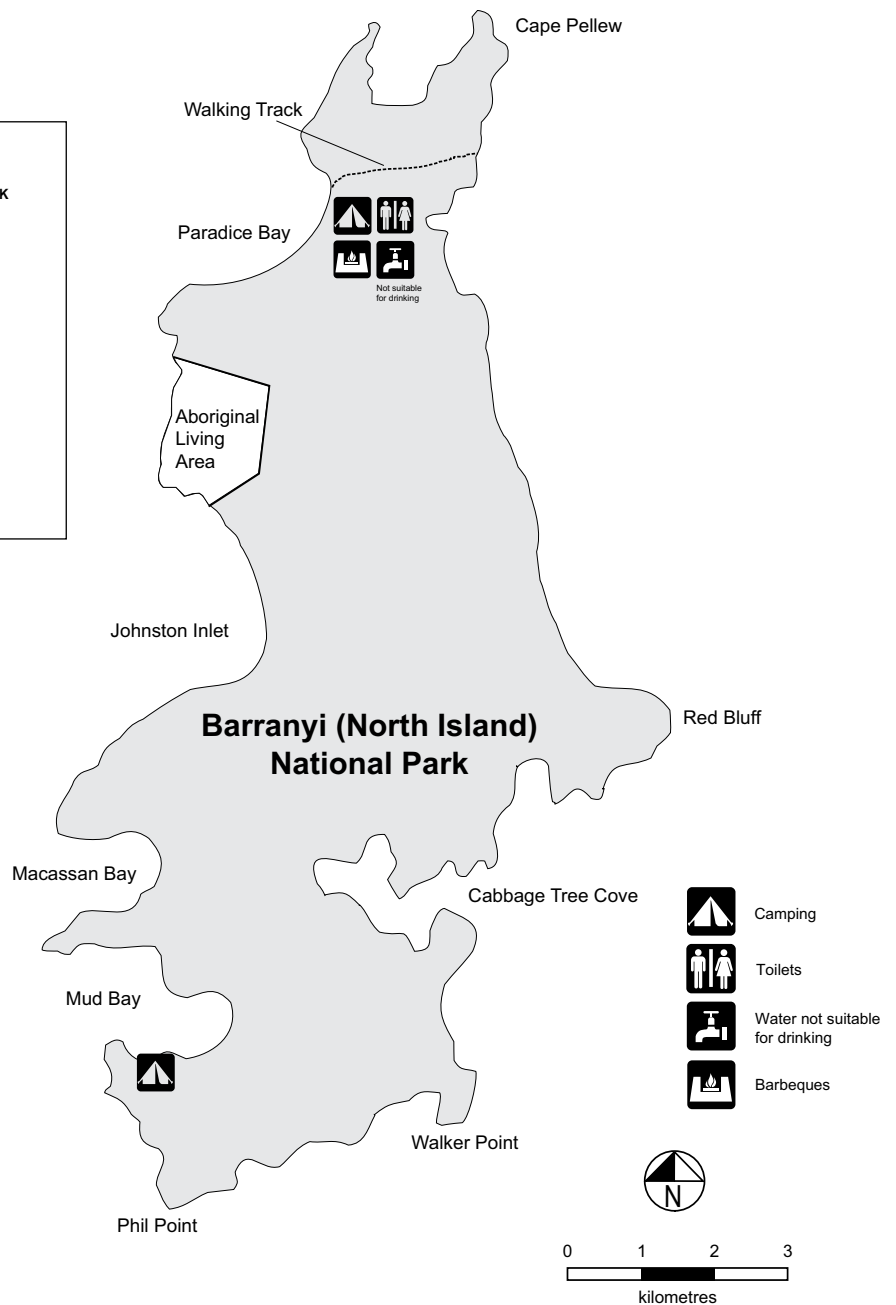 Cape Pellew
Walking Track
K
Paradice Bay
Not suitable
for drinking
Aboriginal
Living
Area
Johnston Inlet
Barranyi (North Island)
National Park
Red Bluff
Macassan Bay
Cabbage Tree Cove
Camping
Toilets
Mud Bay
Water not suitable
for drinking
Barbeques
Walker Point
N
Phil Point
0 1 2 3
kilometres